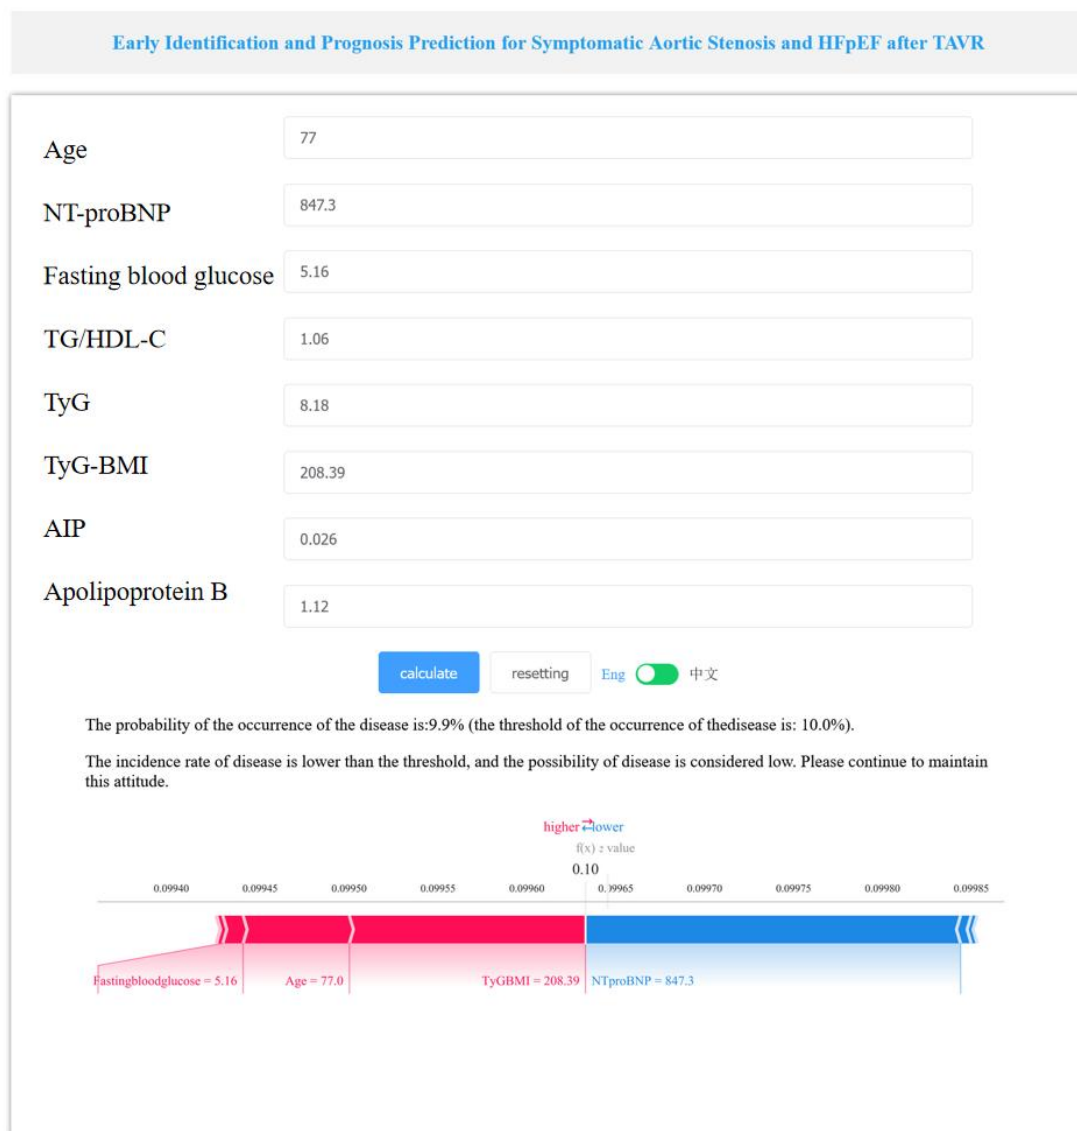 Early Identification and Prognosis Prediction for Symptomatic Aortic Stenosis and HFpEF after TAVR
Age
77
NT-proBNP
847.3
Fasting blood glucose
5.16
TG/HDL-C
1.06
TyG
8.18
TyG-BMI
208.39
AIP
0.026
Apolipoprotein B
1.12
calculate resetting Eng 中文
The probability of the occurrence of the disease is:9.9% (the threshold of the occurrence of thedisease is: 10.0%).
The incidence rate of disease is lower than the threshold, and the possibility of disease is considered low. Please continue to maintain
this attitude.
higher ⇄ lower
f(x) value
0.10
0.09940 0.09945 0.09950 0.09955 0.09960 0.09965 0.09970 0.09975 0.09980 0.09985
Fastingbloodglucose = 5.16 Age = 77.0 TyGBMI = 208.39 NTproBNP = 847.3